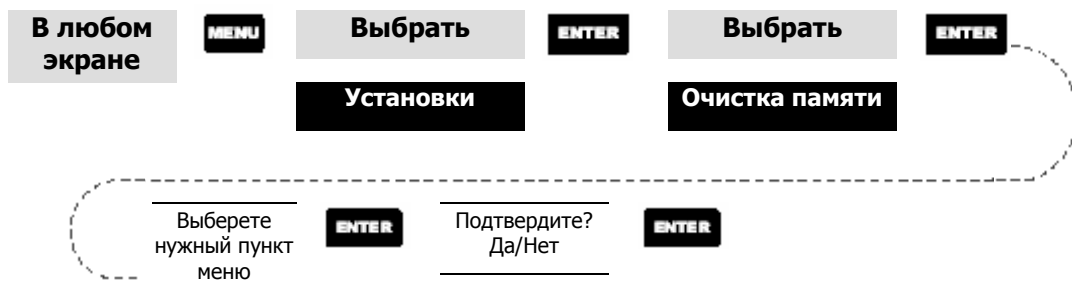 В любом
экране
MENU
Выбрать
ENTER
Выбрать
ENTER
Установки
Очистка памяти
Выберете
нужный пункт
меню
ENTER
Подтвердите?
Да/Нет
ENTER